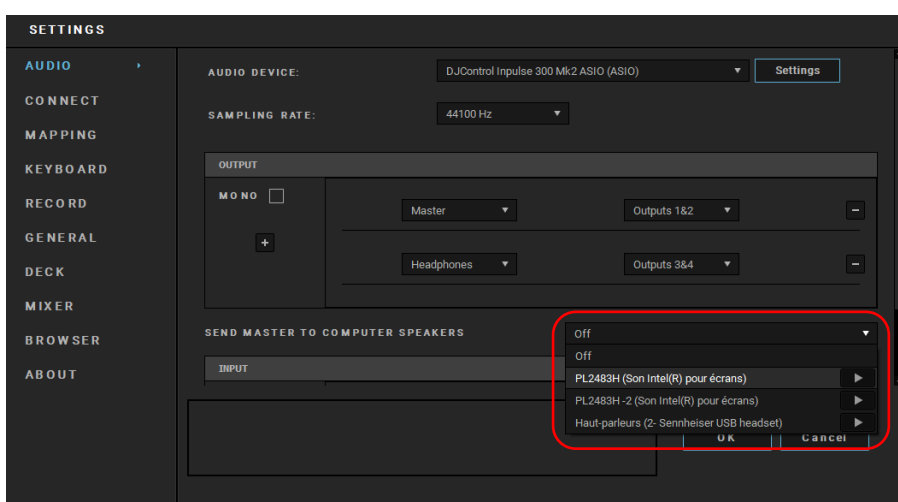 SETTINGS
AUDIO
CONNECT
MAPPING
KEYBOARD
RECORD
GENERAL
DECK
MIXER
BROWSER
ABOUT
AUDIO DEVICE: DJControl Inpulse 300 Mk2 ASIO (ASIO) Settings
SAMPLING RATE: 44100 Hz
OUTPUT
MONO
+
Master Outputs 1&2 −
Headphones Outputs 3&4 −
SEND MASTER TO COMPUTER SPEAKERS Off
Off
PL2483H (Son Intel(R) pour écrans)
PL2483H -2 (Son Intel(R) pour écrans)
Haut-parleurs (2- Sennheiser USB headset)
INPUT
OK Cancel